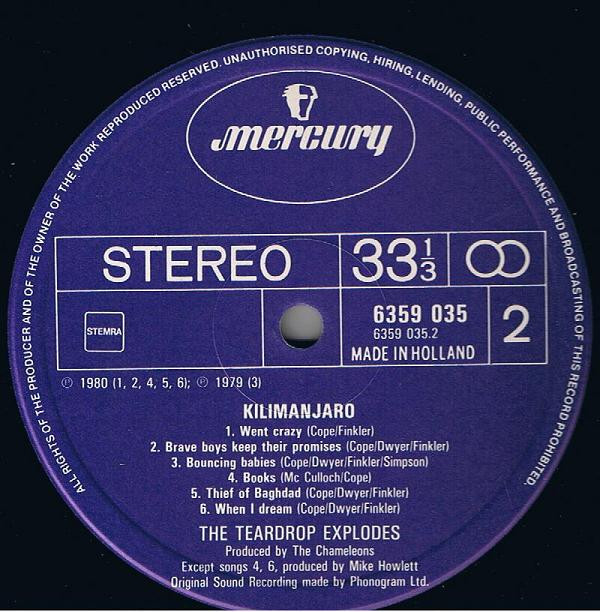 ALL RIGHTS OF THE PRODUCER AND OF THE OWNER OF THE WORK REPRODUCED RESERVED. UNAUTHORISED COPYING, HIRING, LENDING, PUBLIC PERFORMANCE AND BROADCASTING OF THIS RECORD PROHIBITED.
mercury
STEREO
33 1/3
STEMRA
6359 035
6359 035.2
MADE IN HOLLAND
2
℗ 1980 (1, 2, 4, 5, 6); ℗ 1979 (3)
KILIMANJARO
1. Went crazy (Cope/Finkler)
2. Brave boys keep their promises (Cope/Dwyer/Finkler)
3. Bouncing babies (Cope/Dwyer/Finkler/Simpson)
4. Books (Mc Culloch/Cope)
5. Thief of Baghdad (Cope/Dwyer/Finkler)
6. When I dream (Cope/Dwyer/Finkler)
THE TEARDROP EXPLODES
Produced by The Chameleons
Except songs 4, 6, produced by Mike Howlett
Original Sound Recording made by Phonogram Ltd.